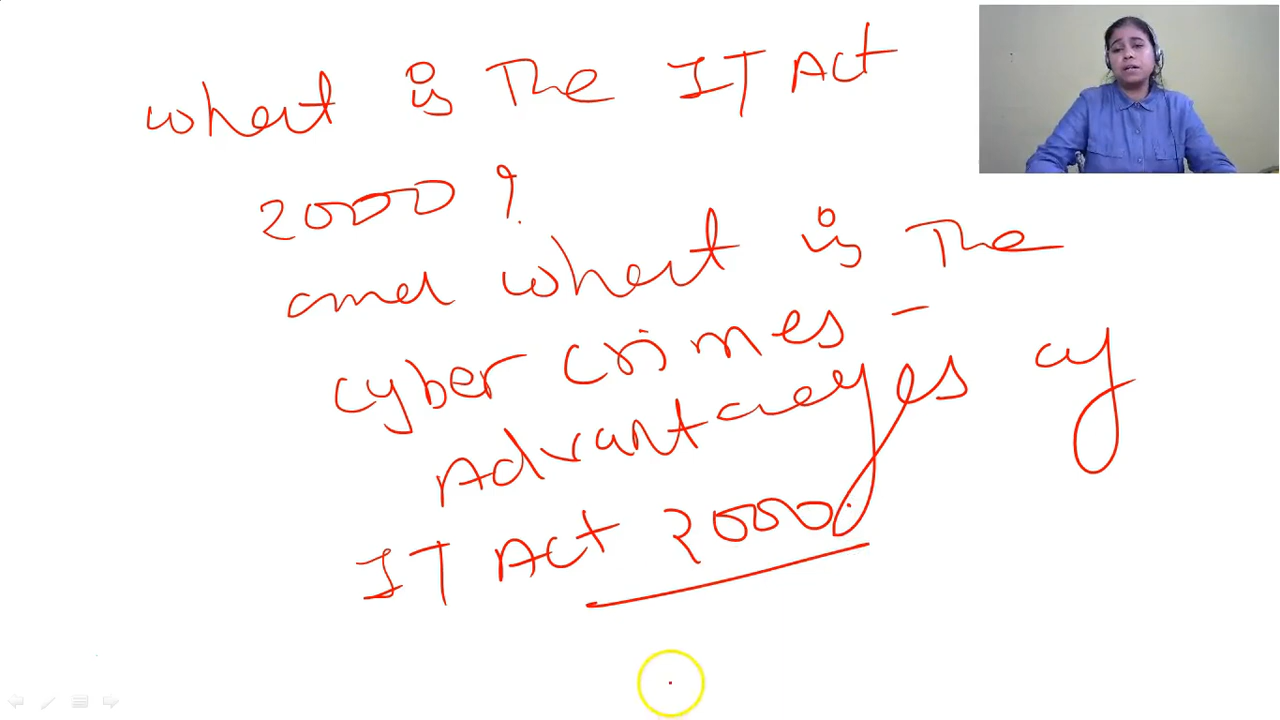 what is The IT Act
2000 ?
and what is The
cyber crimes -
Advantages of
IT Act 2000.